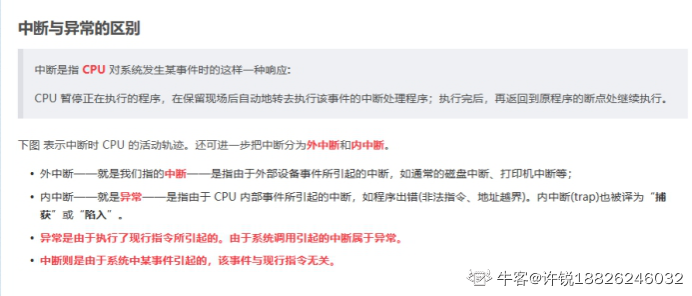 中断与异常的区别
中断是指 CPU 对系统发生某事件时的这样一种响应:
CPU 暂停正在执行的程序，在保留现场后自动地转去执行该事件的中断处理程序；执行完后，再返回到原程序的断点处继续执行。
下图 表示中断时 CPU 的活动轨迹。还可进一步把中断分为外中断和内中断。
• 外中断——就是我们指的中断——是指由于外部设备事件所引起的中断，如通常的磁盘中断、打印机中断等；
• 内中断——就是异常——是指由于 CPU 内部事件所引起的中断，如程序出错(非法指令、地址越界)。内中断(trap)也被译为“捕
获”或“陷入”。
• 异常是由于执行了现行指令所引起的。由于系统调用引起的中断属于异常。
• 中断则是由于系统中某事件引起的，该事件与现行指令无关。
牛客@许锐18826246032